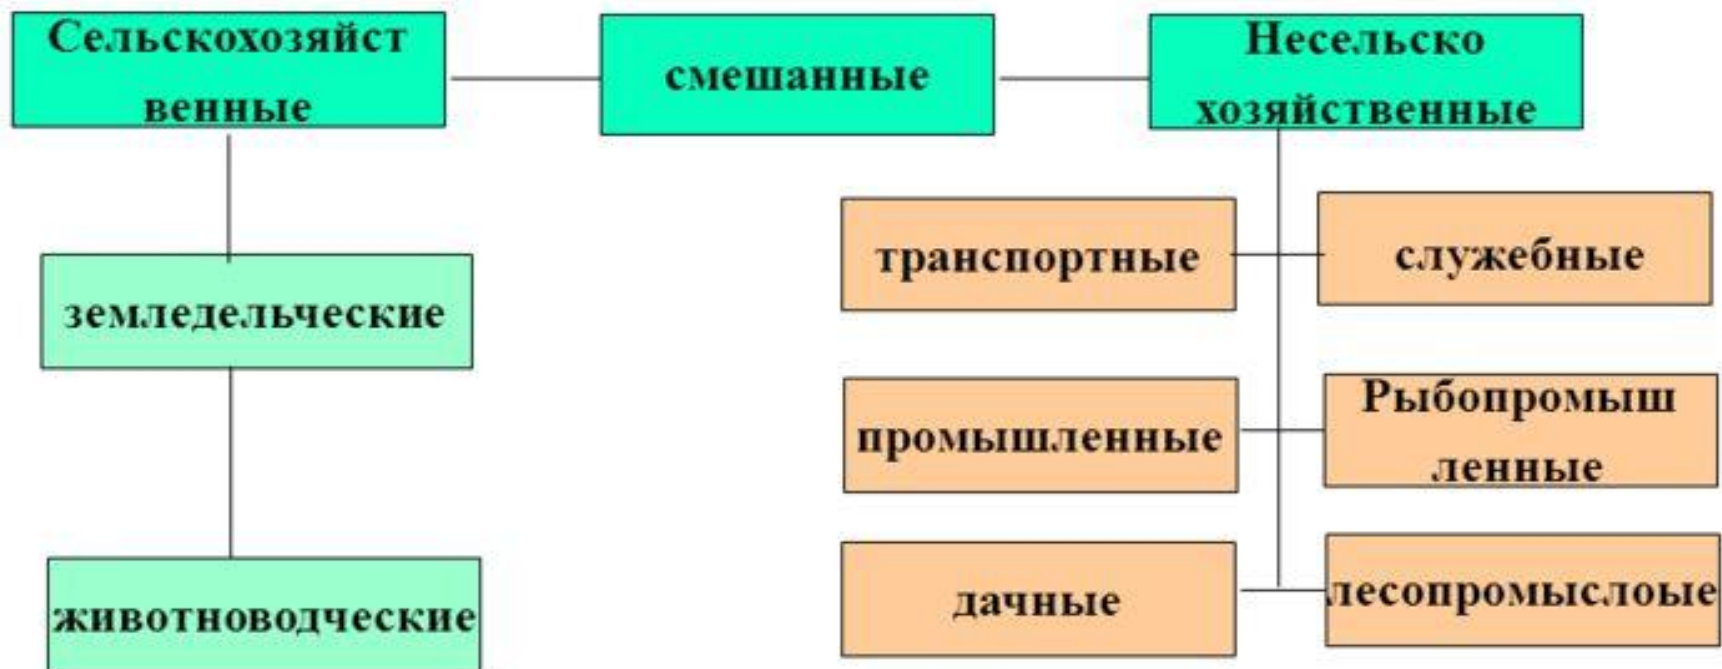 Сельскохозяйст
венные
смешанные
Несельско
хозяйственные
транспортные
служебные
земледельческие
промышленные
Рыбопромыш
ленные
дачные
лесопромыслоые
животноводческие